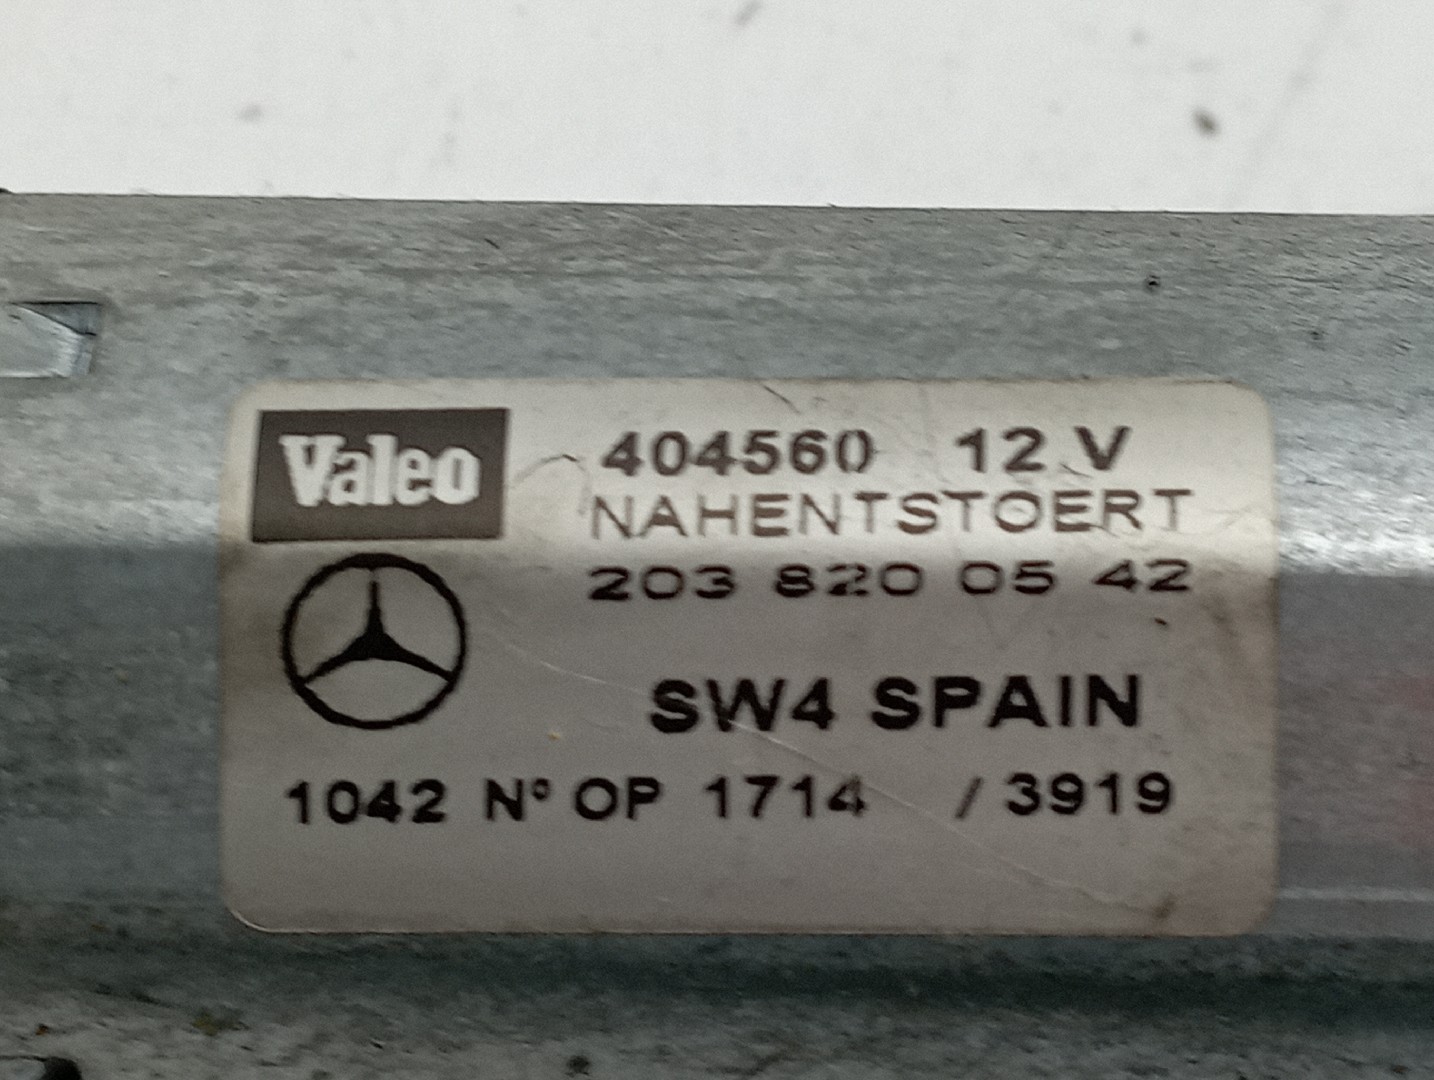 Valeo 404560 12 V
NAHENTSTOERT
203 820 05 42
SW4 SPAIN
1042 Nº OP 1714 / 3919